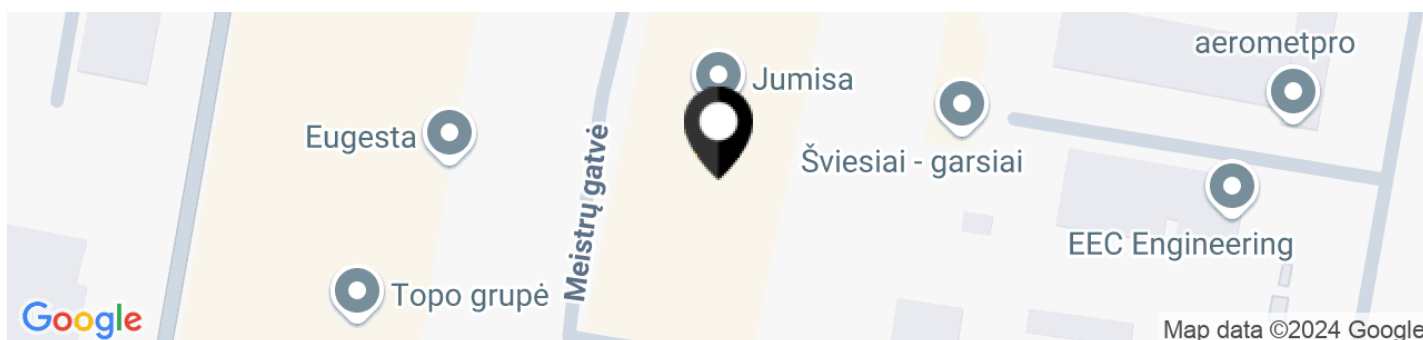 aerometpro
Jumisa
Eugesta
Šviesiai - garsiai
Meistrų gatvė
EEC Engineering
Topo grupė
Google
Map data ©2024 Google